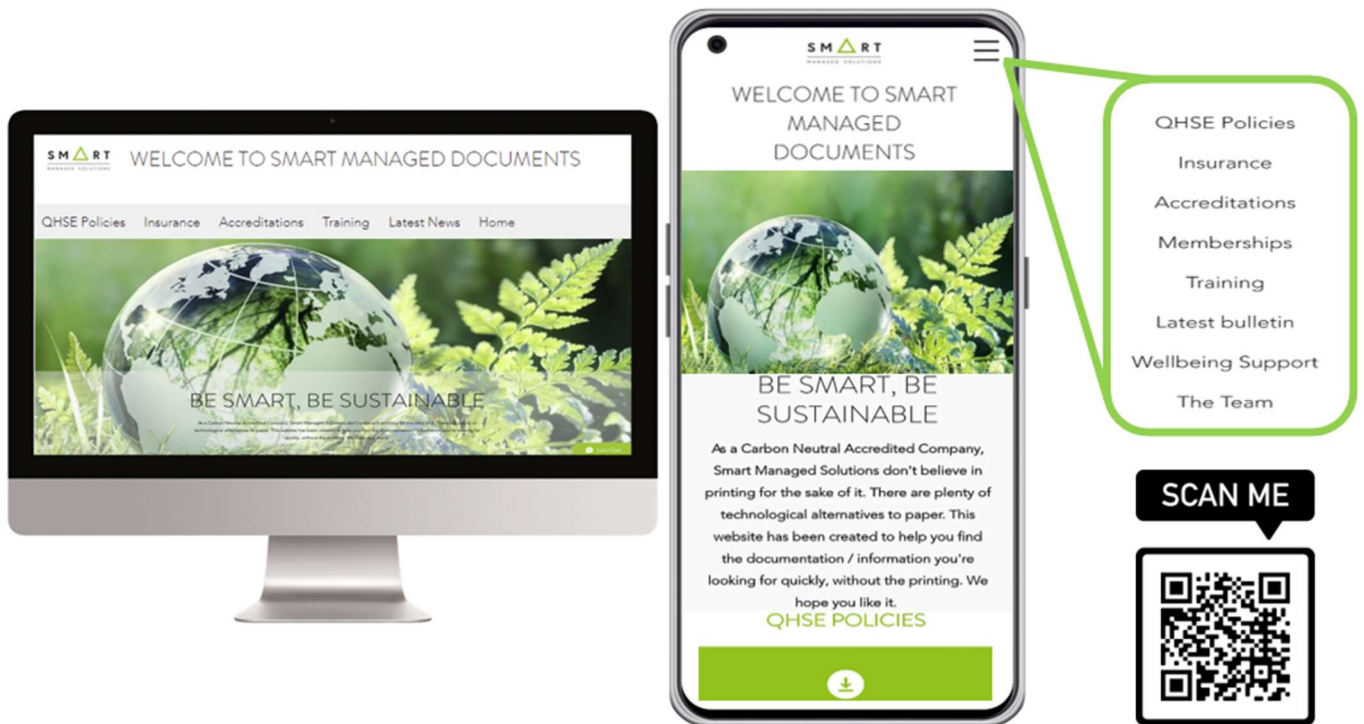 SMART
MANAGED SOLUTIONS
WELCOME TO SMART MANAGED DOCUMENTS
QHSE Policies Insurance Accreditations Training Latest News Home
BE SMART, BE SUSTAINABLE
SMART
MANAGED SOLUTIONS
WELCOME TO SMART
MANAGED
DOCUMENTS
BE SMART, BE
SUSTAINABLE
As a Carbon Neutral Accredited Company,
Smart Managed Solutions don't believe in
printing for the sake of it. There are plenty of
technological alternatives to paper. This
website has been created to help you find
the documentation / information you're
looking for quickly, without the printing. We
hope you like it.
QHSE POLICIES
QHSE Policies
Insurance
Accreditations
Memberships
Training
Latest bulletin
Wellbeing Support
The Team
SCAN ME